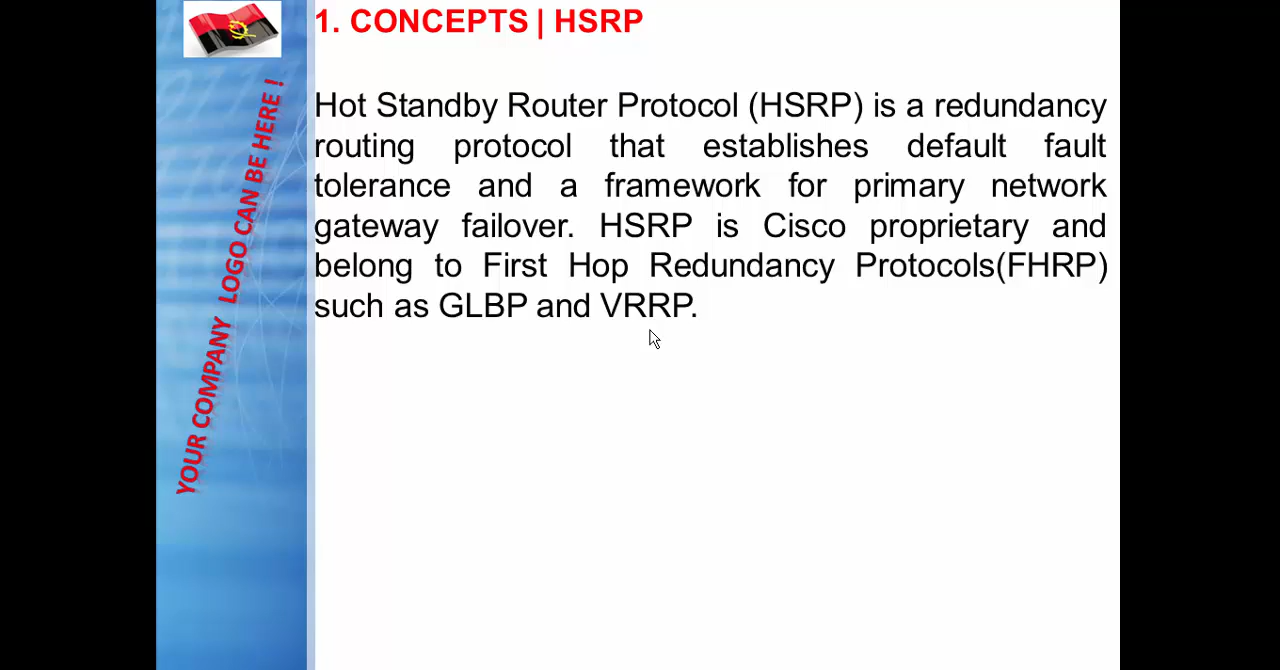 1. CONCEPTS | HSRP
Hot Standby Router Protocol (HSRP) is a redundancy
routing protocol that establishes default fault
tolerance and a framework for primary network
gateway failover. HSRP is Cisco proprietary and
belong to First Hop Redundancy Protocols(FHRP)
such as GLBP and VRRP.
YOUR COMPANY LOGO CAN BE HERE !